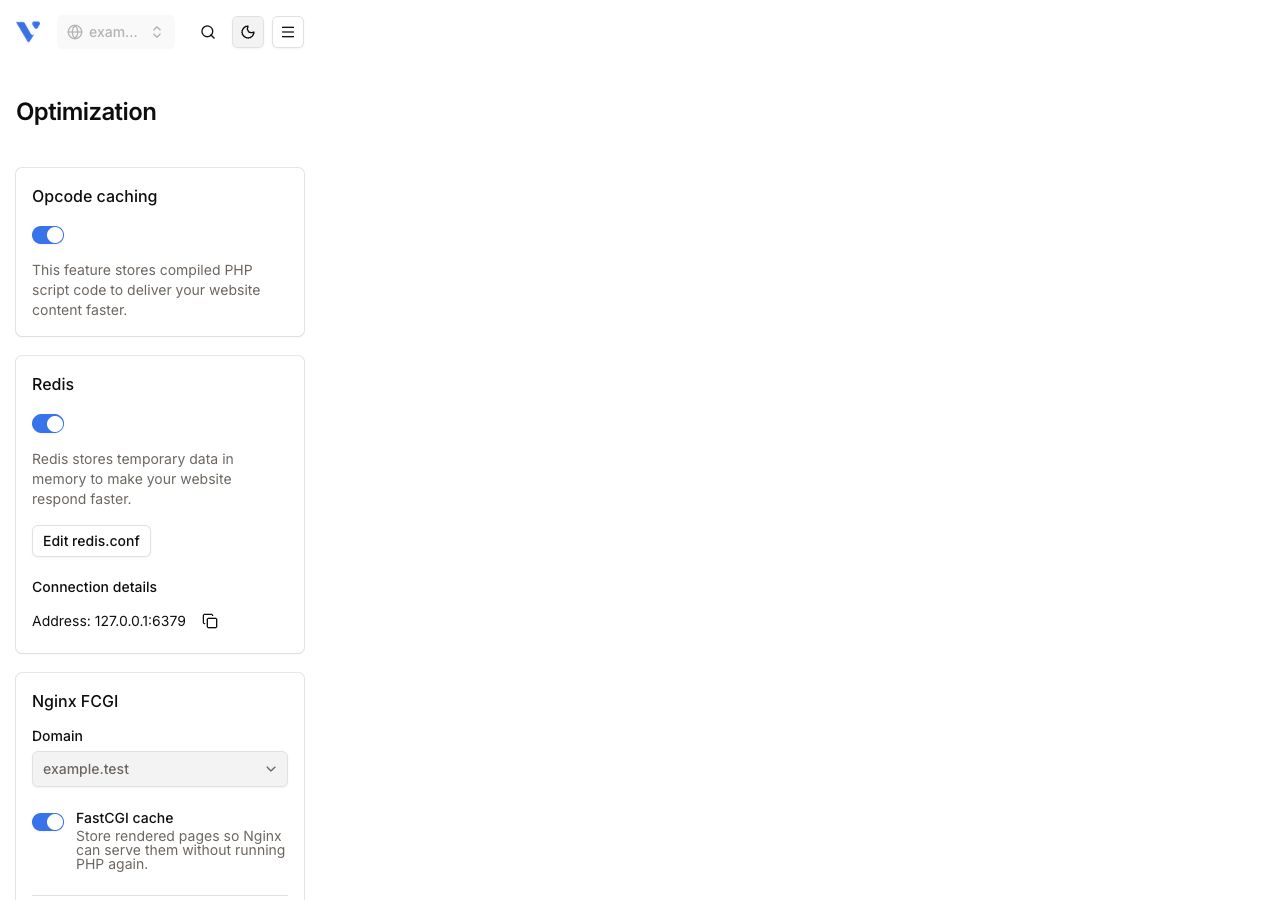 exam...
Optimization
Opcode caching
This feature stores compiled PHP
script code to deliver your website
content faster.
Redis
Redis stores temporary data in
memory to make your website
respond faster.
Edit redis.conf
Connection details
Address: 127.0.0.1:6379
Nginx FCGI
Domain
example.test
FastCGI cache
Store rendered pages so Nginx
can serve them without running
PHP again.